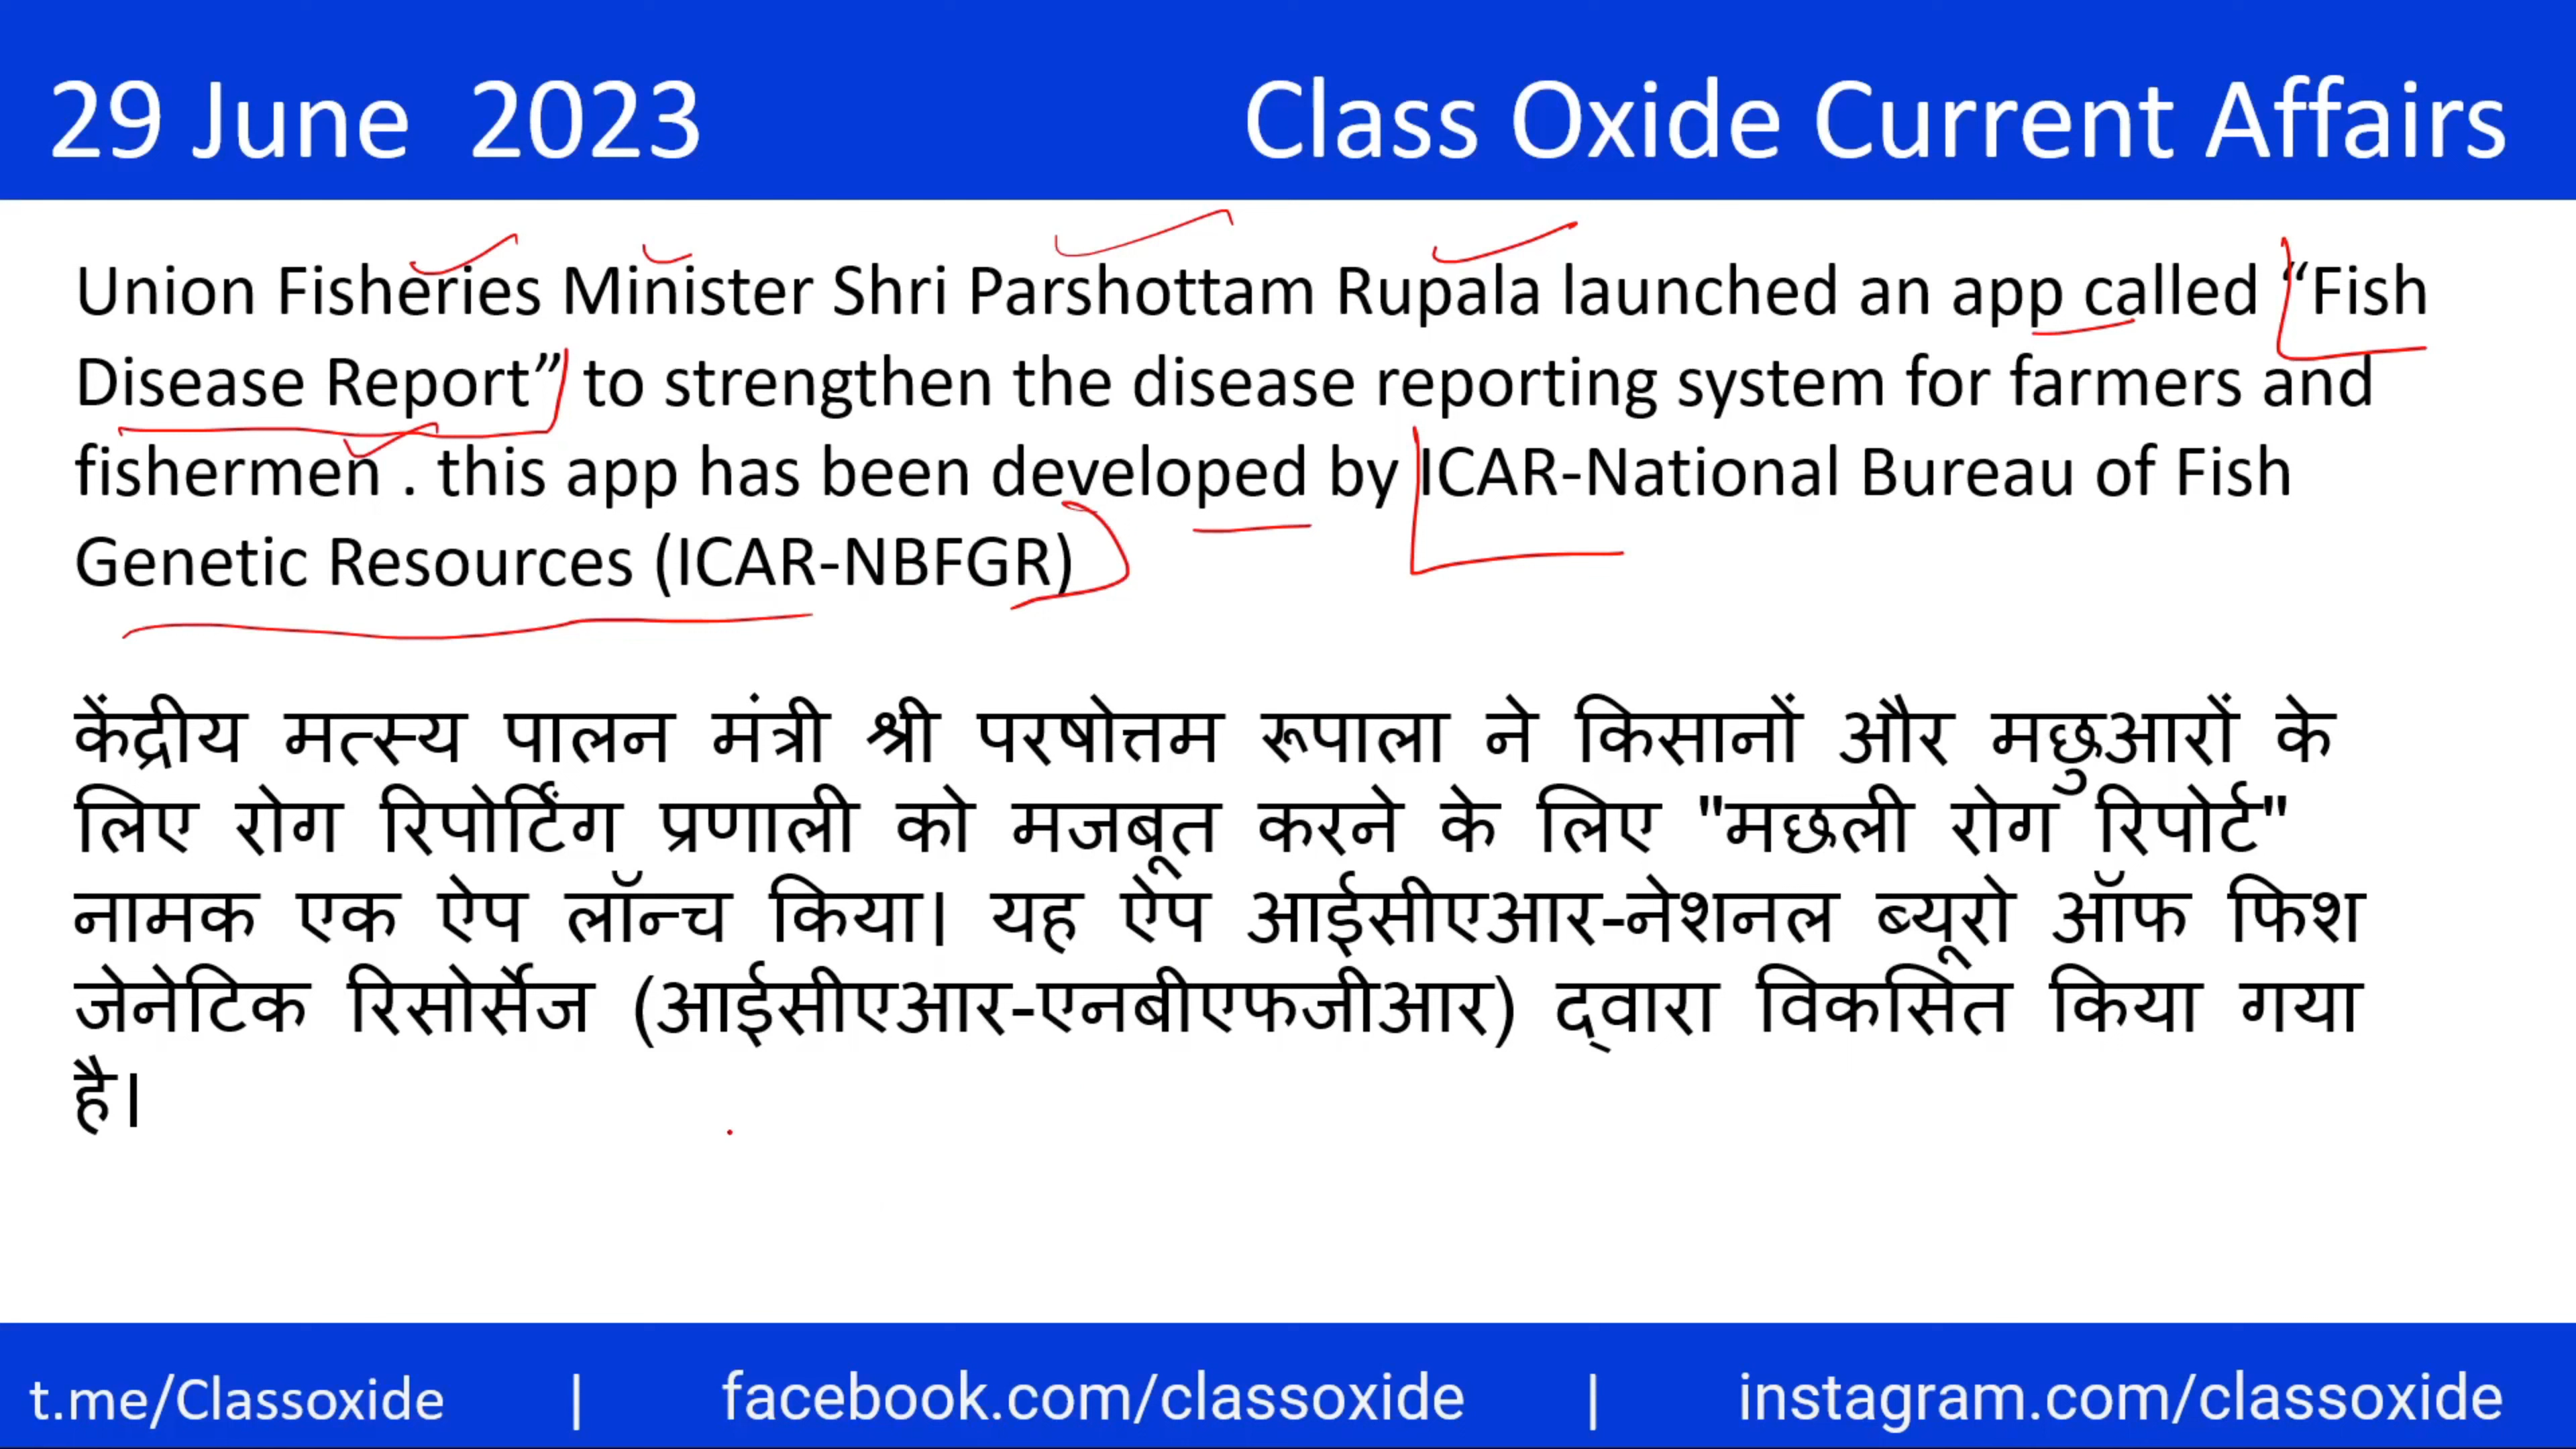 29 June 2023
Class Oxide Current Affairs
Union Fisheries Minister Shri Parshottam Rupala launched an app called “Fish
Disease Report” to strengthen the disease reporting system for farmers and
fishermen . this app has been developed by ICAR-National Bureau of Fish
Genetic Resources (ICAR-NBFGR)
केंद्रीय मत्स्य पालन मंत्री श्री परषोत्तम रूपाला ने किसानों और मछुआरों के
लिए रोग रिपोर्टिंग प्रणाली को मजबूत करने के लिए "मछली रोग रिपोर्ट"
नामक एक ऐप लॉन्च किया। यह ऐप आईसीएआर-नेशनल ब्यूरो ऑफ फिश
जेनेटिक रिसोर्सेज (आईसीएआर-एनबीएफजीआर) द्वारा विकसित किया गया
है।
t.me/Classoxide | facebook.com/classoxide | instagram.com/classoxide